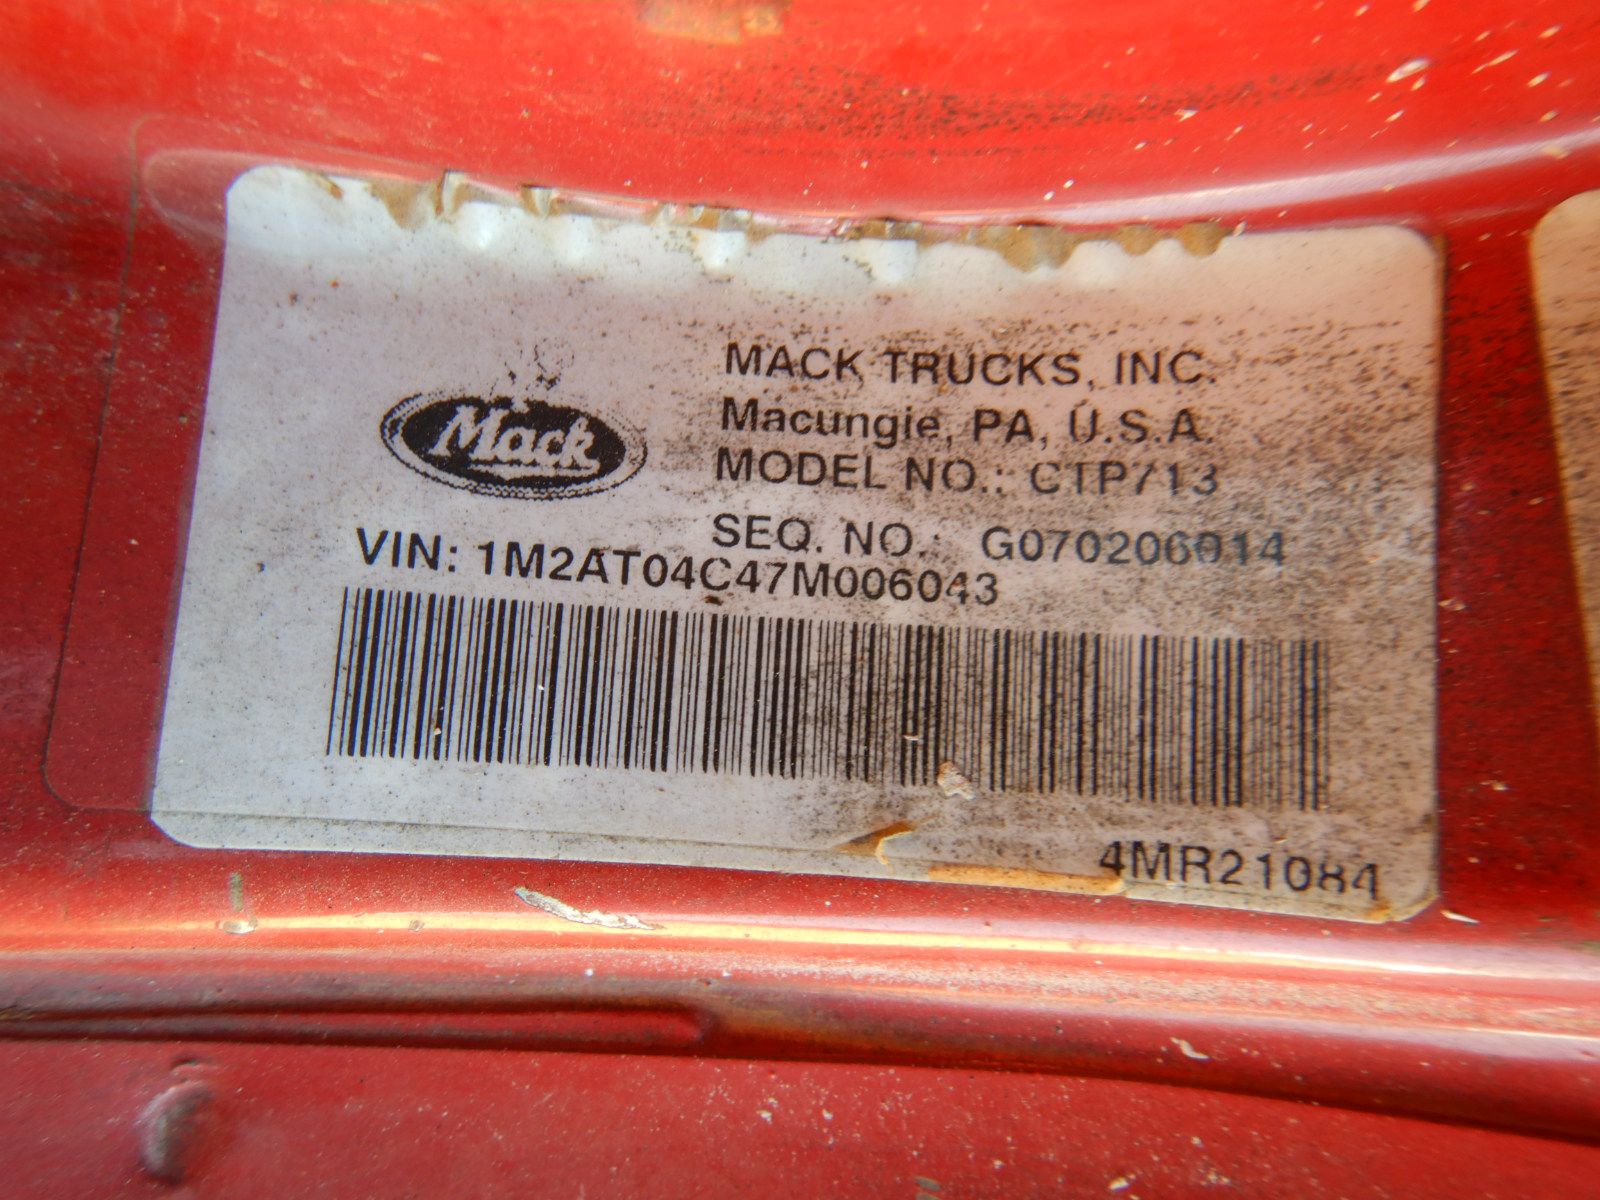 Mack
MACK TRUCKS, INC.
Macungie, PA, U.S.A.
MODEL NO.: CTP713
SEQ. NO.: G070206014
VIN: 1M2AT04C47M006043
4MR21084